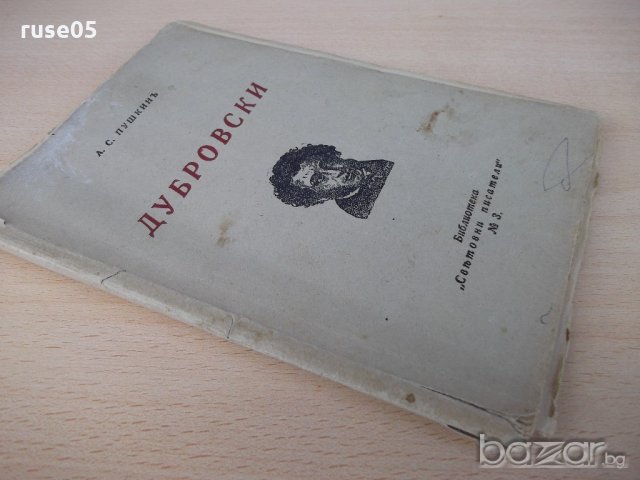 ruse05
А. С. ПУШКИНЪ
ДУБРОВСКИ
Библиотека
„Свѣтовни писатели"
№ 3.
bazar.bg